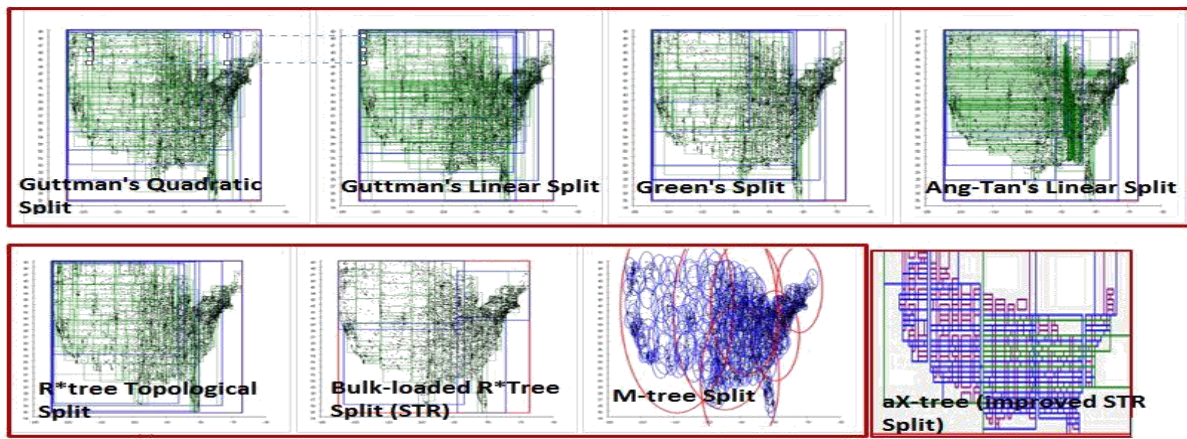 Guttman's Quadratic
Split
Guttman's Linear Split
Green's Split
Ang-Tan's Linear Split
R*tree Topological
Split
Bulk-loaded R*Tree
Split (STR)
M-tree Split
aX-tree (improved STR
Split)